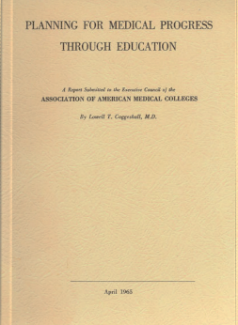 PLANNING FOR MEDICAL PROGRESS
THROUGH EDUCATION
A Report Submitted to the Executive Council of the
ASSOCIATION OF AMERICAN MEDICAL COLLEGES
By Lowell T. Coggeshall, M.D.
April 1965